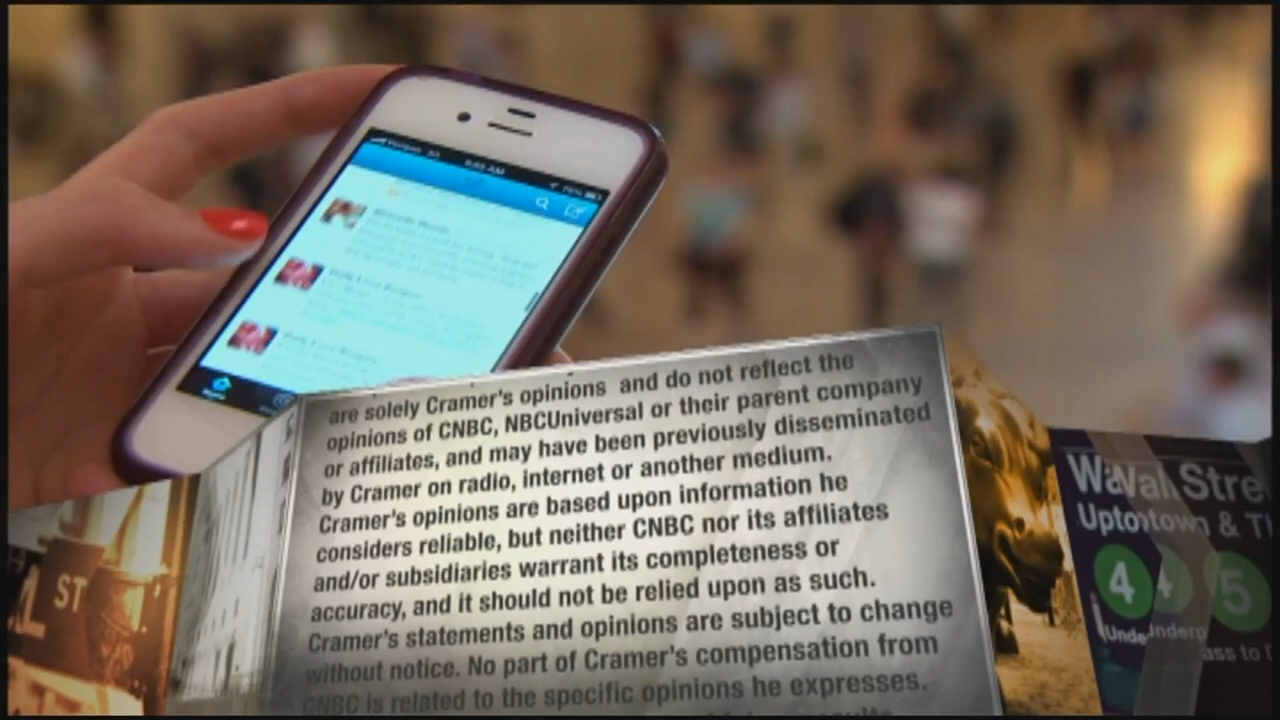 are solely Cramer's opinions and do not reflect the
opinions of CNBC, NBCUniversal or their parent company
or affiliates, and may have been previously disseminated
by Cramer on radio, internet or another medium.
Cramer's opinions are based upon information he
considers reliable, but neither CNBC nor its affiliates
and/or subsidiaries warrant its completeness or
accuracy, and it should not be relied upon as such.
Cramer's statements and opinions are subject to change
without notice. No part of Cramer's compensation from
CNBC is related to the specific opinions he expresses.
ST
Wall Stre
Uptown & T
4 4 5